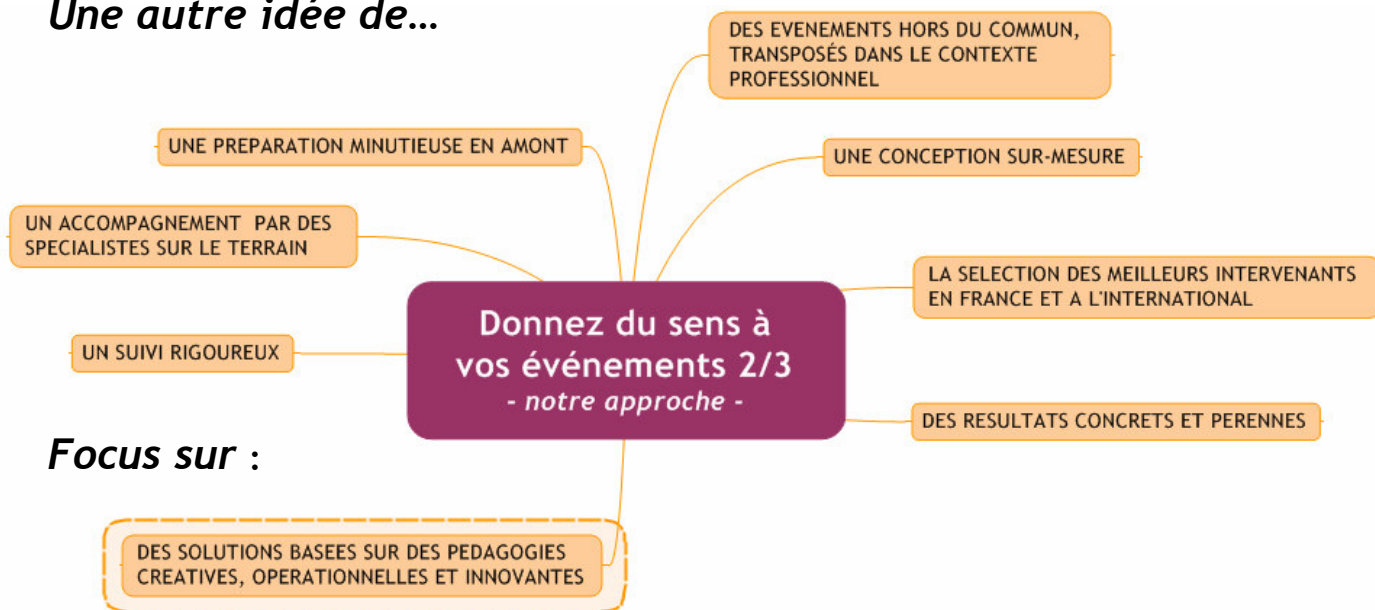 Une autre idée de…
DES EVENEMENTS HORS DU COMMUN,
TRANSPOSÉS DANS LE CONTEXTE
PROFESSIONNEL
UNE PREPARATION MINUTIEUSE EN AMONT
UNE CONCEPTION SUR-MESURE
UN ACCOMPAGNEMENT  PAR DES
SPECIALISTES SUR LE TERRAIN
LA SELECTION DES MEILLEURS INTERVENANTS
EN FRANCE ET A L'INTERNATIONAL
Donnez du sens à
vos événements 2/3
- notre approche -
UN SUIVI RIGOUREUX
DES RESULTATS CONCRETS ET PERENNES
Focus sur :
DES SOLUTIONS BASEES SUR DES PEDAGOGIES
CREATIVES, OPERATIONNELLES ET INNOVANTES